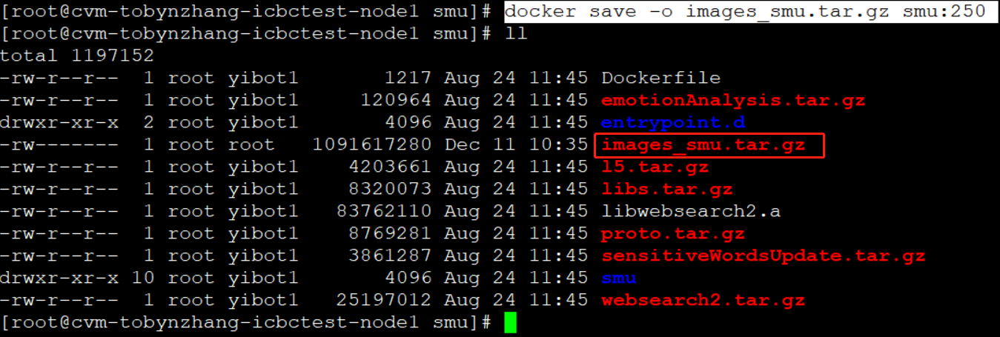 [root@cvm-tobynzhang-icbctest-node1 smu]# docker save -o images_smu.tar.gz smu:250
[root@cvm-tobynzhang-icbctest-node1 smu]# ll
total 1197152
-rw-r--r--  1 root yibot1       1217 Aug 24 11:45 Dockerfile
-rw-r--r--  1 root yibot1     120964 Aug 24 11:45 emotionAnalysis.tar.gz
drwxr-xr-x  2 root yibot1       4096 Aug 24 11:45 entrypoint.d
-rw-------  1 root root   1091617280 Dec 11 10:35 images_smu.tar.gz
-rw-r--r--  1 root yibot1    4203661 Aug 24 11:45 l5.tar.gz
-rw-r--r--  1 root yibot1    8320073 Aug 24 11:45 libs.tar.gz
-rw-r--r--  1 root yibot1   83762110 Aug 24 11:45 libwebsearch2.a
-rw-r--r--  1 root yibot1    8769281 Aug 24 11:45 proto.tar.gz
-rw-r--r--  1 root yibot1    3861287 Aug 24 11:45 sensitiveWordsUpdate.tar.gz
drwxr-xr-x 10 root yibot1       4096 Aug 24 11:45 smu
-rw-r--r--  1 root yibot1   25197012 Aug 24 11:45 websearch2.tar.gz
[root@cvm-tobynzhang-icbctest-node1 smu]#